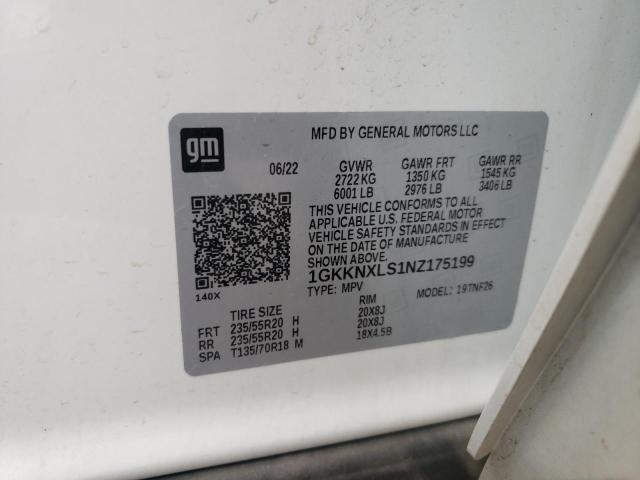 gm
MFD BY GENERAL MOTORS LLC
06/22 GVWR GAWR FRT GAWR RR
2722 KG 1350 KG 1545 KG
6001 LB 2976 LB 3406 LB
THIS VEHICLE CONFORMS TO ALL
APPLICABLE U.S. FEDERAL MOTOR
VEHICLE SAFETY STANDARDS IN EFFECT
ON THE DATE OF MANUFACTURE
SHOWN ABOVE.
1GKKNXLS1NZ175199
140X
TYPE: MPV MODEL: 19TNF26
TIRE SIZE RIM
FRT 235/55R20 H 20X8J
RR 235/55R20 H 20X8J
SPA T135/70R18 M 18X4.5B